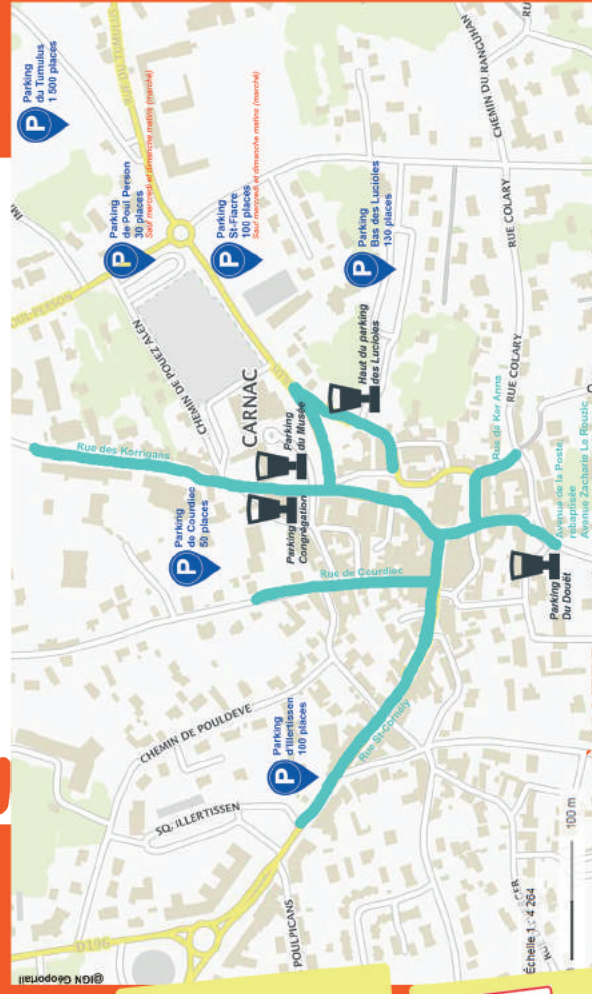 @IGN Géoportail
D196
POULPICANS
SQ. ILLERTISSEN
CHEMIN DE POULDEVE
P
Parking
d'Illertissen
100 places
Rue St-Cornély
P
Parking
de Courdiec
50 places
Rue de Courdiec
Rue des Korrigans
Parking
Congrégation
Parking
du Musée
CARNAC
CHEMIN DE POUEZ ALEN
P
Parking
de Poul Person
30 places
Sauf mercredi et dimanche matins (marché)
P
Parking
du Tumulus
1 500 places
RUE DU TUMULUS
P
Parking
St-Fiacre
100 places
Sauf mercredi et dimanche matins (marché)
P
Parking
Bas des Lucioles
130 places
Haut du parking
des Lucioles
CHEMIN DU RANGUHAN
RUE COLARY
RUE COLARY
Rue de Ker Anna
Avenue de la Poste
rebaptisée
Avenue Zacharie Le Rouzic
Parking
Du Douët
Échelle 1 : 4 264
100 m